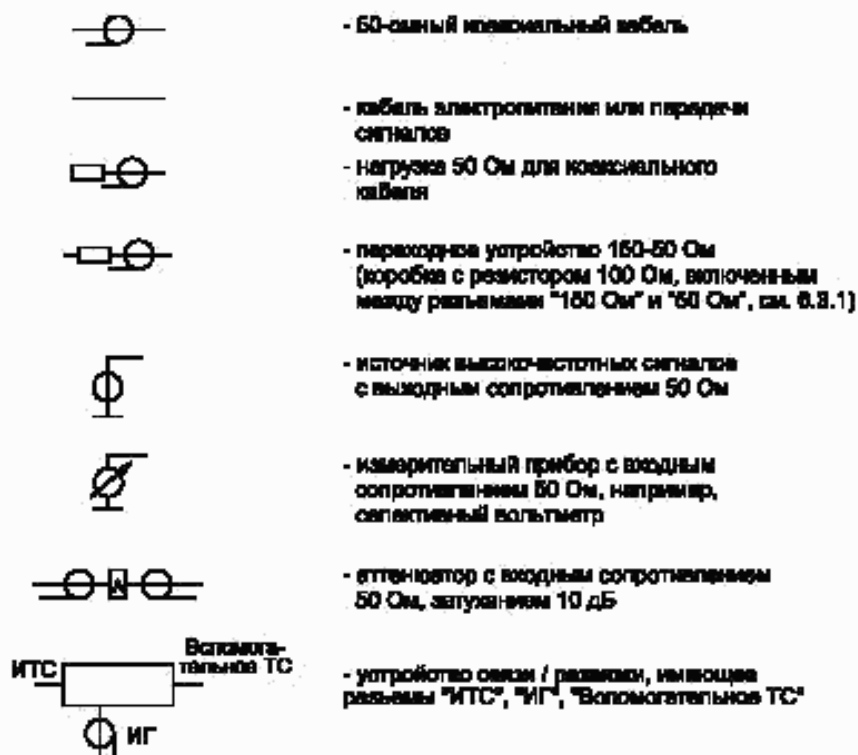 - 50-омный коаксиальный кабель
- кабель электропитания или передачи
сигналов
- нагрузка 50 Ом для коаксиального
кабеля
- переходное устройство 150-50 Ом
(коробка с резистором 100 Ом, включенным
между разъемами "150 Ом" и "50 Ом", см. 6.3.1)
- источник высокочастотных сигналов
с выходным сопротивлением 50 Ом
- измерительный прибор с входным
сопротивлением 50 Ом, например,
селективный вольтметр
- аттенюатор с входным сопротивлением
50 Ом, затуханием 10 дБ
Вспомога-
ИТС тельное ТС
- устройство связи / развязки, имеющее
разъемы "ИТС", "ИГ", "Вспомогательное ТС"
ИГ